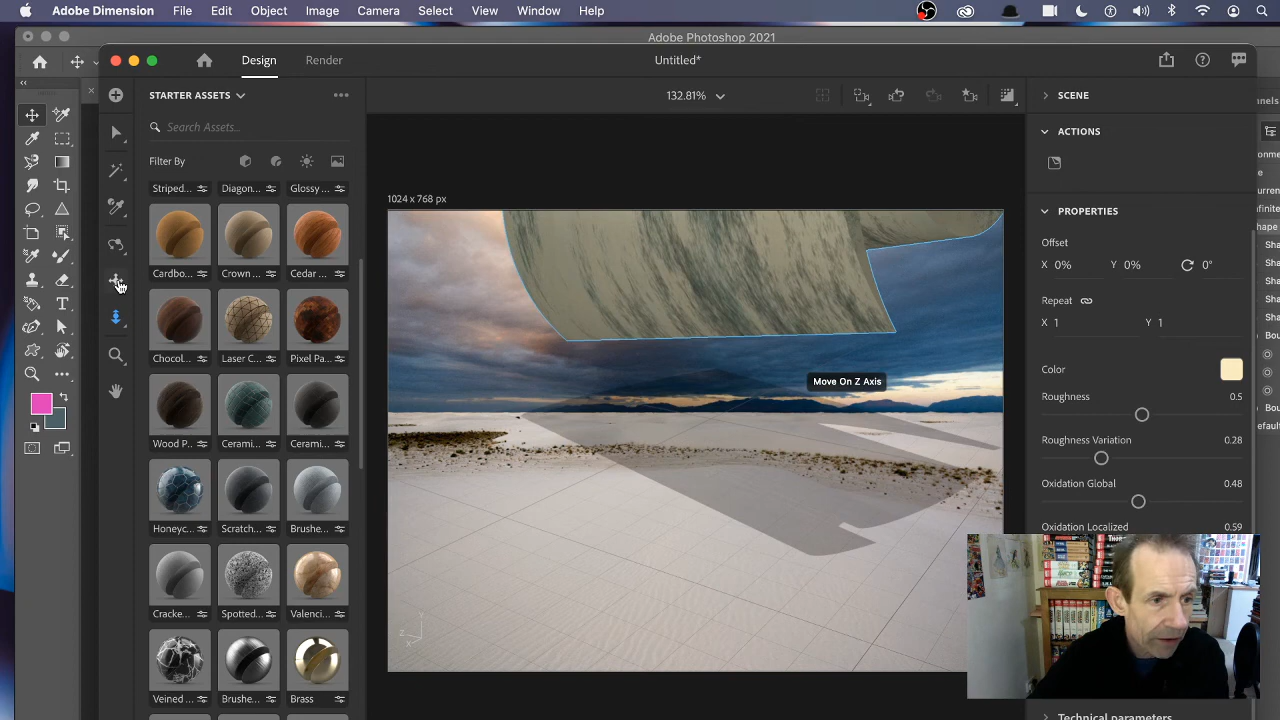 Adobe Dimension File Edit Object Image Camera Select View Window Help
Adobe Photoshop 2021
Design Render Untitled*
STARTER ASSETS
132.81%
SCENE
Search Assets...
ACTIONS
Filter By
Striped... Diagon... Glossy ...
1024 x 768 px
PROPERTIES
Offset
X 0% Y 0% 0°
Cardbo... Crown ... Cedar ...
Repeat
X 1 Y 1
Chocol... Laser C... Pixel Pa...
Color
Move On Z Axis
Roughness 0.5
Wood P... Cerami... Cerami...
Roughness Variation 0.28
Oxidation Global 0.48
Honeyc... Scratch... Brushe...
Oxidation Localized 0.59
Cracke... Spotted... Valenci...
Y
Z
X
Veined ... Brushe... Brass
Technical parameters